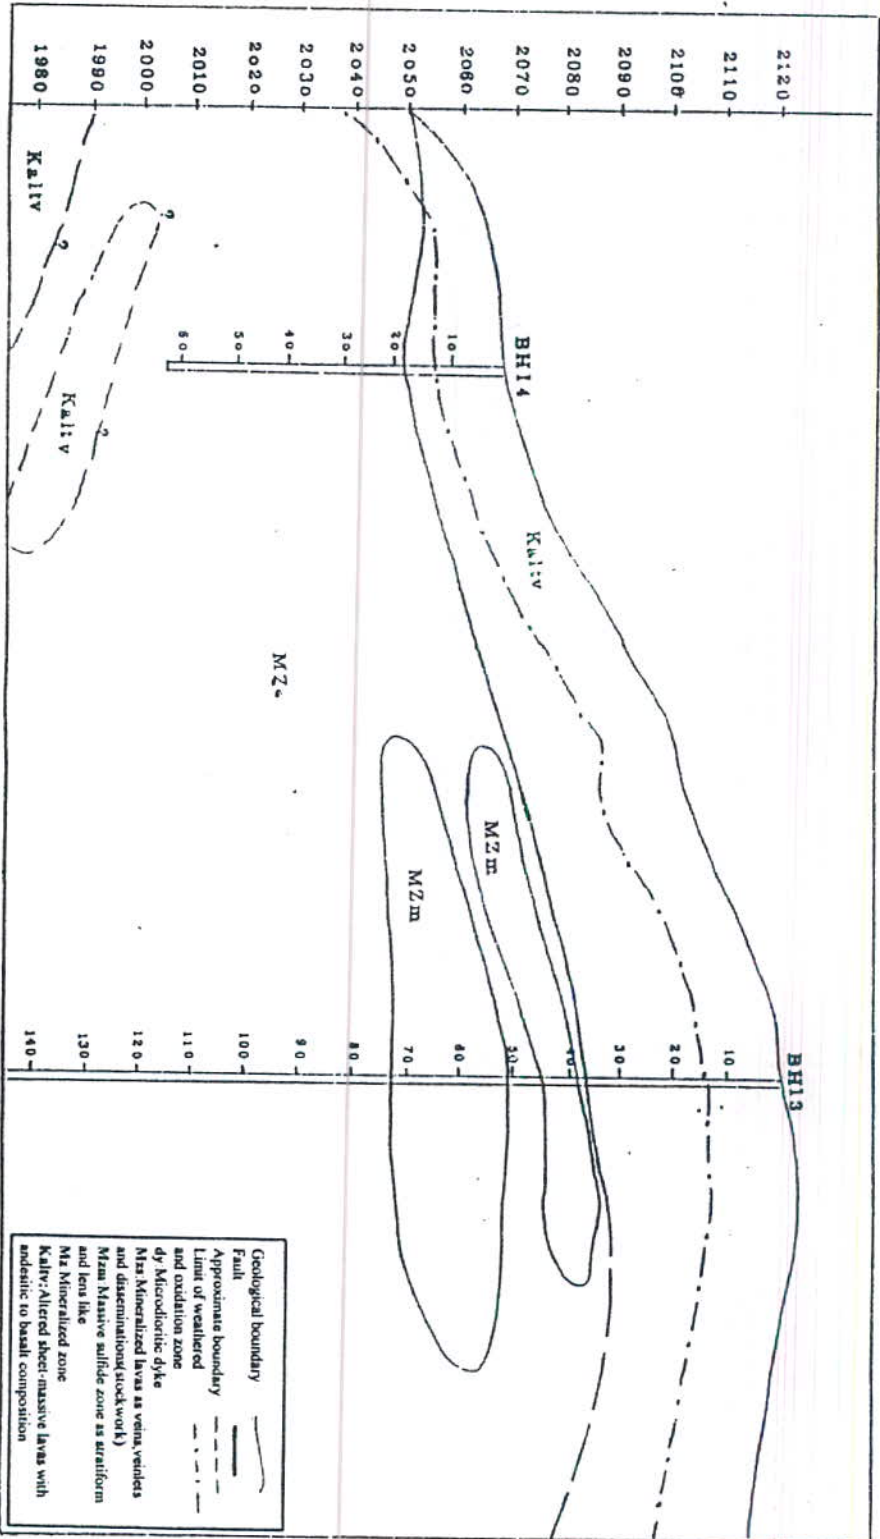 2120
2110
2100
2090
2080
2070
2060
2050
2040
2030
2020
2010
2000
1990
1980
BH14
10
20
30
40
50
60
BH13
10
20
30
40
50
60
70
80
90
100
110
120
130
140
Kaltv
MZm
MZm
MZs
Kaltv
?
?
Kaltv
?
Geological boundary
Fault
Approximate boundary
Limit of weathered
and oxidation zone
dy Microdioritic dyke
Mzs:Mineralized lavas as veins,veinlets
and disseminations(stockwork)
Mzm:Massive sulfide zone as stratiform
and lens like
Mz Mineralized zone
Kaltv:Altered sheet-massive lavas with
andesitic to basalt composition